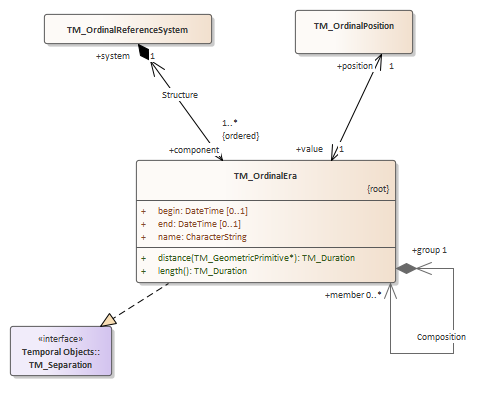 TM_OrdinalReferenceSystem
TM_OrdinalPosition
+system 1
+position 1
Structure
1..*
{ordered}
+component
+value 1
TM_OrdinalEra
{root}
+ begin: DateTime [0..1]
+ end: DateTime [0..1]
+ name: CharacterString
+ distance(TM_GeometricPrimitive*): TM_Duration
+ length(): TM_Duration
+group 1
+member 0..*
Composition
«interface»
Temporal Objects::
TM_Separation